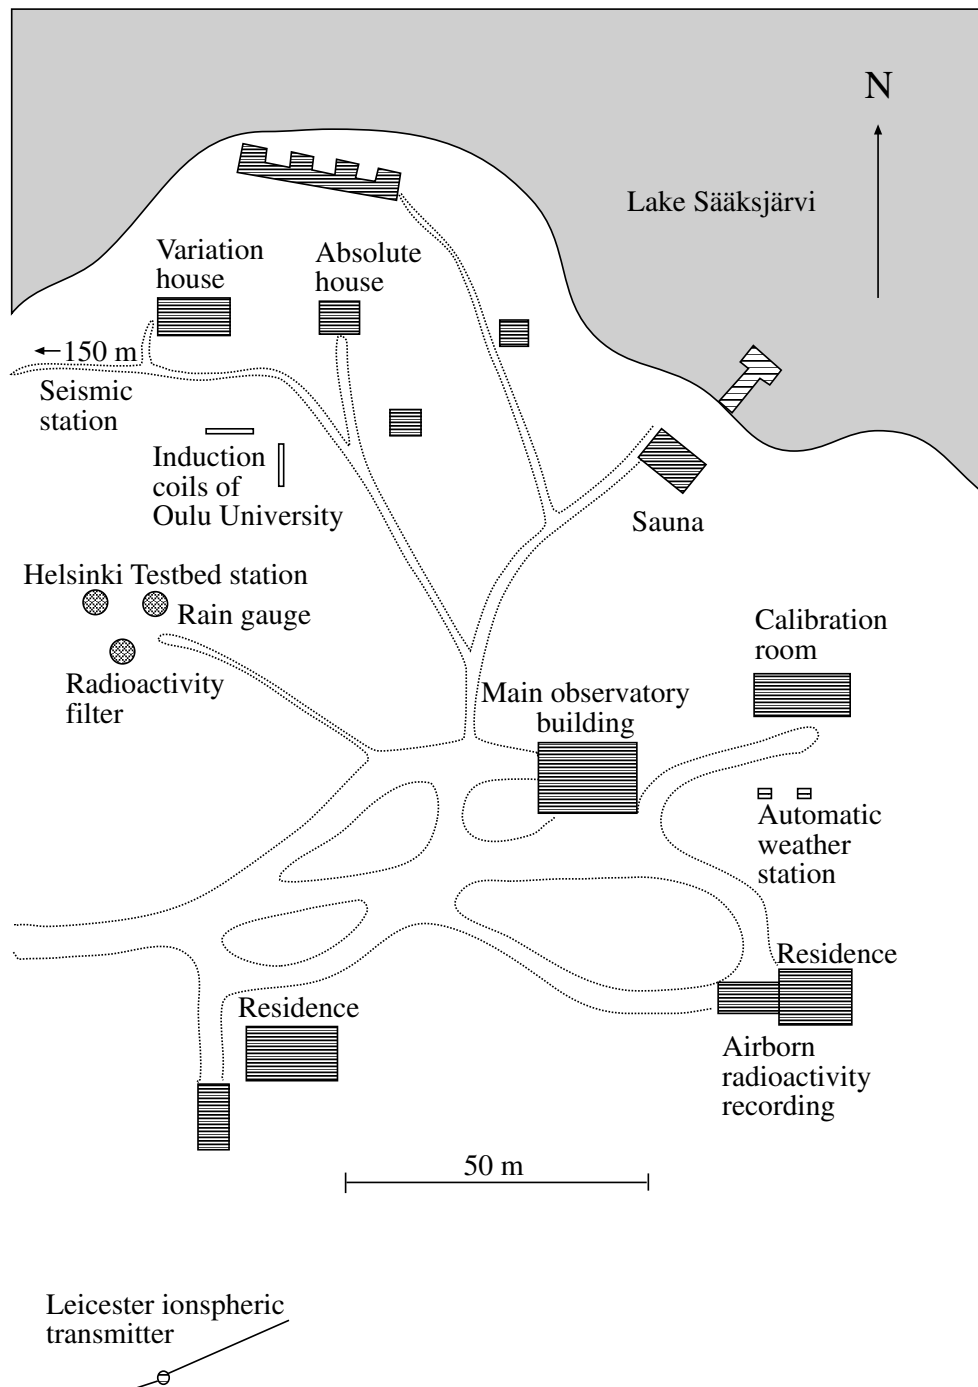 N
Lake Sääksjärvi
Variation
house
Absolute
house
150 m
Seismic
station
Induction
coils of
Oulu University
Sauna
Helsinki Testbed station
Rain gauge
Radioactivity
filter
Calibration
room
Main observatory
building
Automatic
weather
station
Residence
Residence
Airborn
radioactivity
recording
50 m
Leicester ionspheric
transmitter